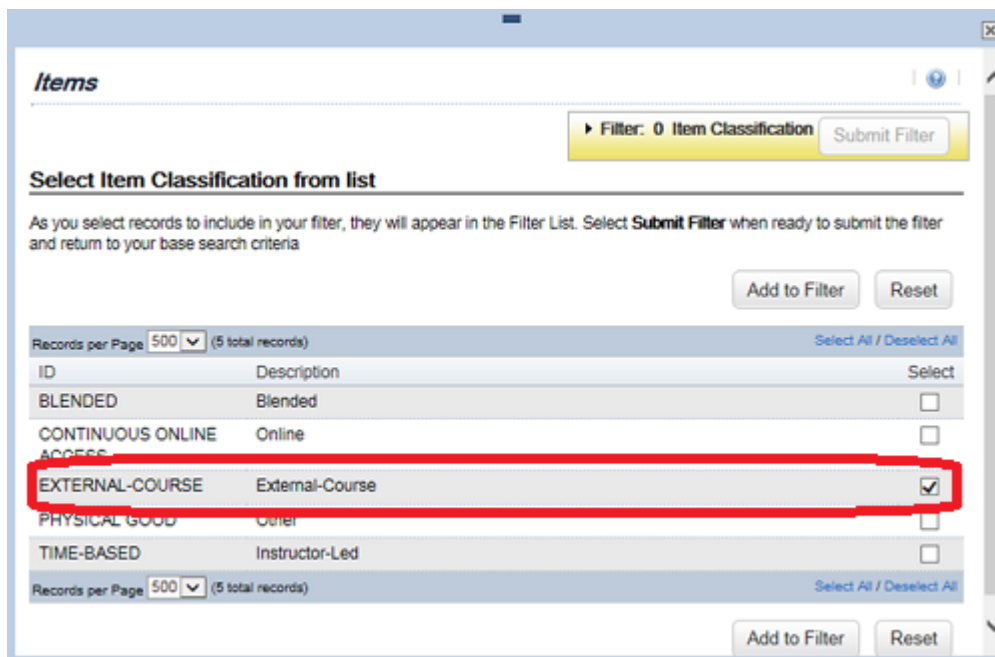 Items
Filter: 0 Item Classification Submit Filter
Select Item Classification from list
As you select records to include in your filter, they will appear in the Filter List. Select Submit Filter when ready to submit the filter
and return to your base search criteria
Add to Filter Reset
Records per Page 500 (5 total records) Select All / Deselect All
ID Description Select
BLENDED Blended
CONTINUOUS ONLINE Online
ACCESS
EXTERNAL-COURSE External-Course
PHYSICAL GOOD Other
TIME-BASED Instructor-Led
Records per Page 500 (5 total records) Select All / Deselect All
Add to Filter Reset